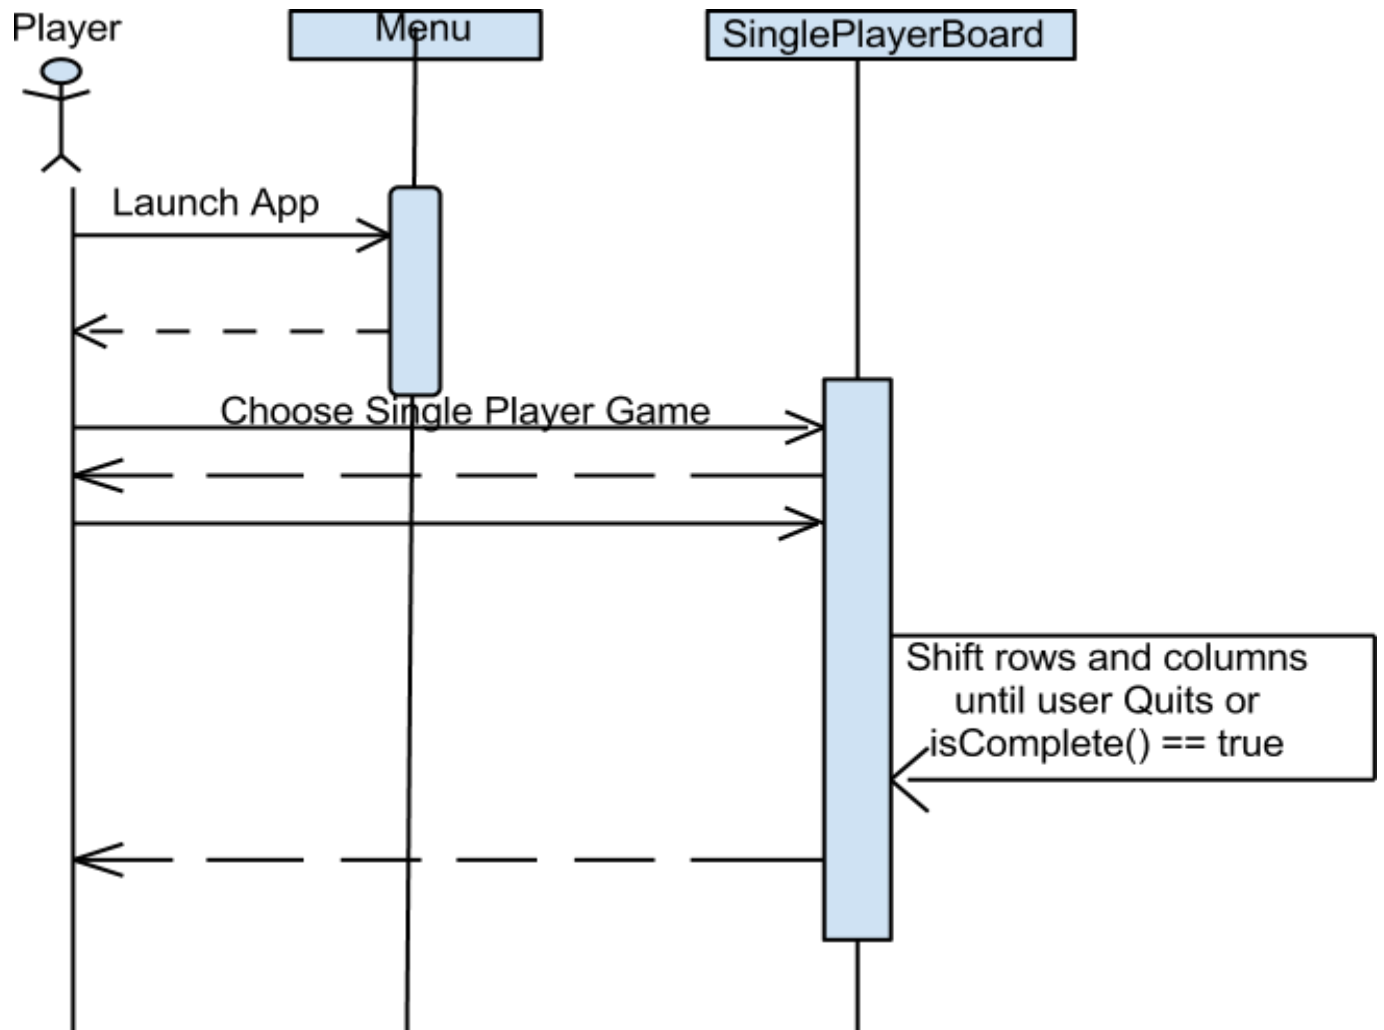 Player
Menu
SinglePlayerBoard
Launch App
Choose Single Player Game
Shift rows and columns
until user Quits or
isComplete() == true